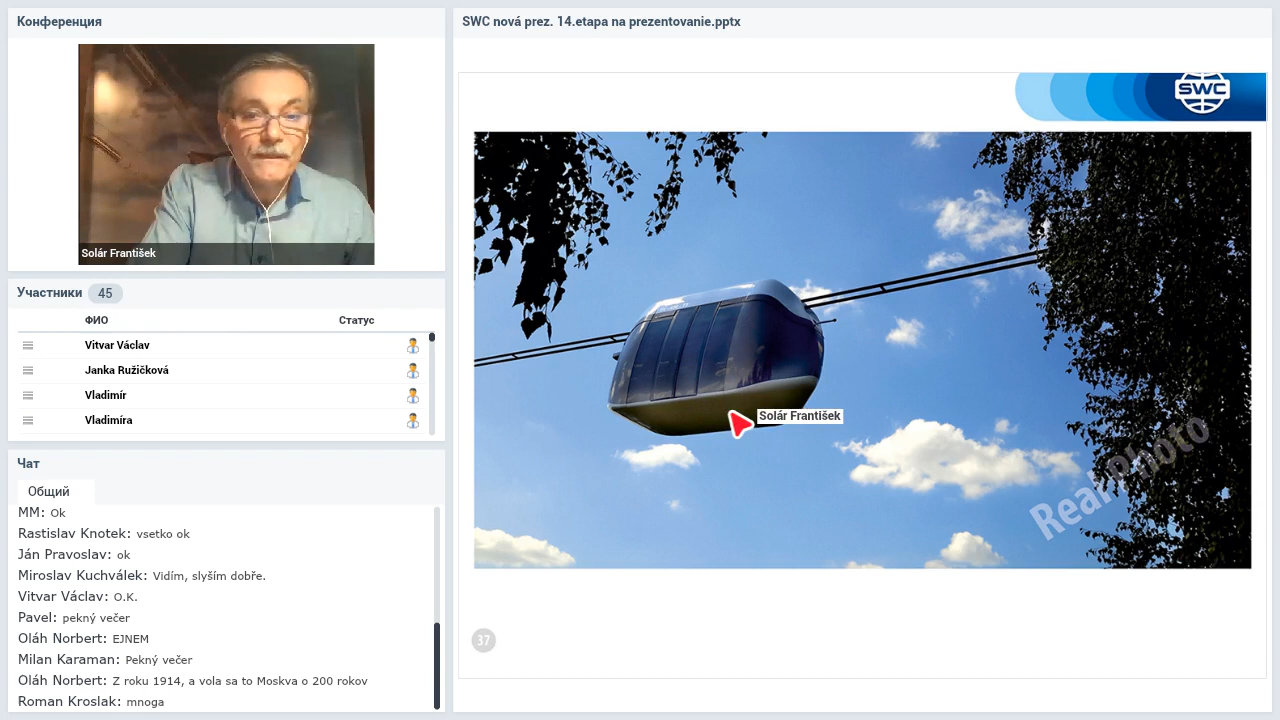 Конференция
Solár František
Участники 45
ФИО Статус
Vitvar Václav
Janka Ružičková
Vladimír
Vladimíra
Чат
Общий
MM: Ok
Rastislav Knotek: vsetko ok
Ján Pravoslav: ok
Miroslav Kuchválek: Vidím, slyším dobře.
Vitvar Václav: O.K.
Pavel: pekný večer
Oláh Norbert: EJNEM
Milan Karaman: Pekný večer
Oláh Norbert: Z roku 1914, a vola sa to Moskva o 200 rokov
Roman Kroslak: mnoga
SWC nová prez. 14.etapa na prezentovanie.pptx
SWC
Solár František
Real Photo
37